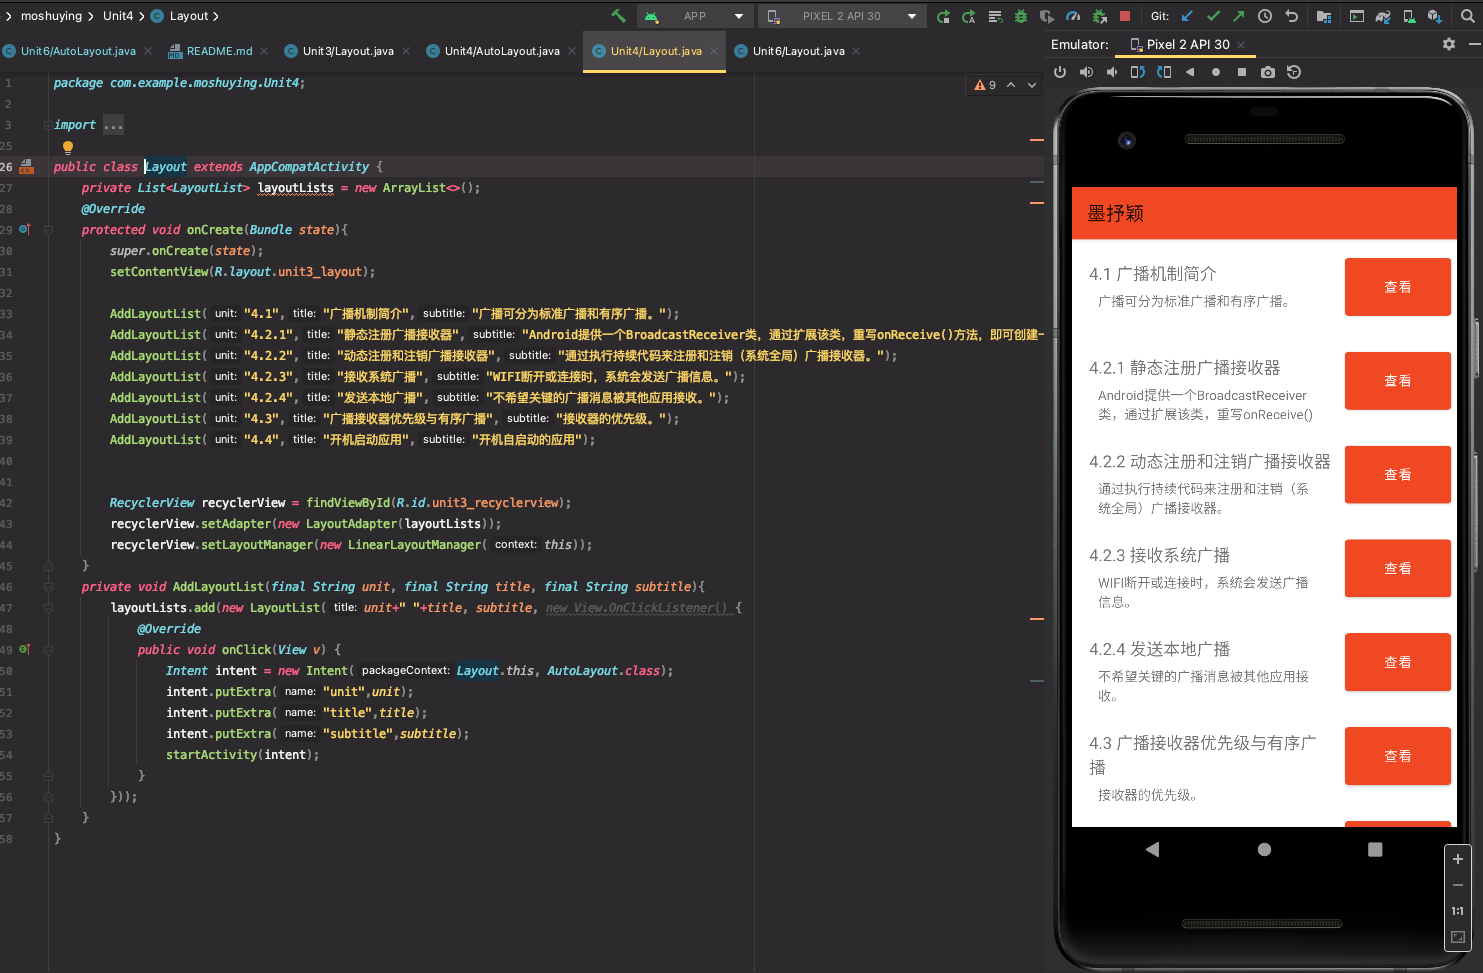 moshuying
Unit4
Layout
APP
PIXEL 2 API 30
Git:
Unit6/AutoLayout.java
README.md
Unit3/Layout.java
Unit4/AutoLayout.java
Unit4/Layout.java
Unit6/Layout.java
Emulator:
Pixel 2 API 30
9
1 package com.example.moshuying.Unit4;
2
3 import ...
25
26 public class Layout extends AppCompatActivity {
27 private List<LayoutList> layoutLists = new ArrayList<>();
28 @Override
29 protected void onCreate(Bundle state){
30 super.onCreate(state);
31 setContentView(R.layout.unit3_layout);
32
33 AddLayoutList( unit: "4.1", title: "广播机制简介", subtitle: "广播可分为标准广播和有序广播。");
34 AddLayoutList( unit: "4.2.1", title: "静态注册广播接收器", subtitle: "Android提供一个BroadcastReceiver类，通过扩展该类，重写onReceive()方法，即可创建一
35 AddLayoutList( unit: "4.2.2", title: "动态注册和注销广播接收器", subtitle: "通过执行持续代码来注册和注销（系统全局）广播接收器。");
36 AddLayoutList( unit: "4.2.3", title: "接收系统广播", subtitle: "WIFI断开或连接时，系统会发送广播信息。");
37 AddLayoutList( unit: "4.2.4", title: "发送本地广播", subtitle: "不希望关键的广播消息被其他应用接收。");
38 AddLayoutList( unit: "4.3", title: "广播接收器优先级与有序广播", subtitle: "接收器的优先级。");
39 AddLayoutList( unit: "4.4", title: "开机启动应用", subtitle: "开机自启动的应用");
40
41
42 RecyclerView recyclerView = findViewById(R.id.unit3_recyclerview);
43 recyclerView.setAdapter(new LayoutAdapter(layoutLists));
44 recyclerView.setLayoutManager(new LinearLayoutManager( context: this));
45 }
46 private void AddLayoutList(final String unit, final String title, final String subtitle){
47 layoutLists.add(new LayoutList( title: unit+" "+title, subtitle, new View.OnClickListener() {
48 @Override
49 public void onClick(View v) {
50 Intent intent = new Intent( packageContext: Layout.this, AutoLayout.class);
51 intent.putExtra( name: "unit",unit);
52 intent.putExtra( name: "title",title);
53 intent.putExtra( name: "subtitle",subtitle);
54 startActivity(intent);
55 }
56 }));
57 }
58 }
墨抒颖
4.1 广播机制简介
广播可分为标准广播和有序广播。
查看
4.2.1 静态注册广播接收器
Android提供一个BroadcastReceiver
类，通过扩展该类，重写onReceive()
查看
4.2.2 动态注册和注销广播接收器
通过执行持续代码来注册和注销（系
统全局）广播接收器。
查看
4.2.3 接收系统广播
WIFI断开或连接时，系统会发送广播
信息。
查看
4.2.4 发送本地广播
不希望关键的广播消息被其他应用接
收。
查看
4.3 广播接收器优先级与有序广
播
接收器的优先级。
查看
1:1